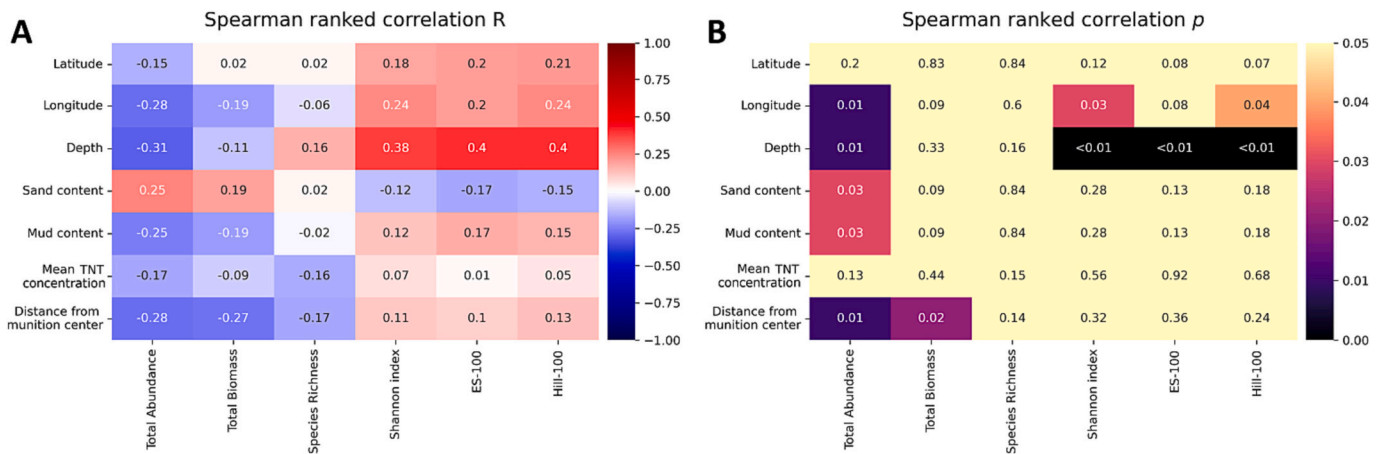 A
Spearman ranked correlation R
Latitude -0.15 0.02 0.02 0.18 0.2 0.21
Longitude -0.28 -0.19 -0.06 0.24 0.2 0.24
Depth -0.31 -0.11 0.16 0.38 0.4 0.4
Sand content 0.25 0.19 0.02 -0.12 -0.17 -0.15
Mud content -0.25 -0.19 -0.02 0.12 0.17 0.15
Mean TNT
concentration -0.17 -0.09 -0.16 0.07 0.01 0.05
Distance from
munition center -0.28 -0.27 -0.17 0.11 0.1 0.13
Total Abundance
Total Biomass
Species Richness
Shannon index
ES-100
Hill-100
1.00
0.75
0.50
0.25
0.00
−0.25
−0.50
−0.75
−1.00
B
Spearman ranked correlation p
Latitude 0.2 0.83 0.84 0.12 0.08 0.07
Longitude 0.01 0.09 0.6 0.03 0.08 0.04
Depth 0.01 0.33 0.16 <0.01 <0.01 <0.01
Sand content 0.03 0.09 0.84 0.28 0.13 0.18
Mud content 0.03 0.09 0.84 0.28 0.13 0.18
Mean TNT
concentration 0.13 0.44 0.15 0.56 0.92 0.68
Distance from
munition center 0.01 0.02 0.14 0.32 0.36 0.24
Total Abundance
Total Biomass
Species Richness
Shannon index
ES-100
Hill-100
0.05
0.04
0.03
0.02
0.01
0.00